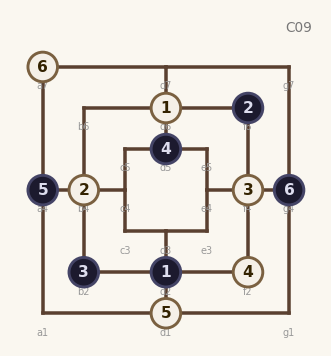 C09
6
a7 d7 g7
1 2
b6 d6 f6
4
c5 d5 e5
5 2 3 6
a4 b4 c4 e4 f4 g4
c3 d3 e3
3 1 4
b2 d2 f2
5
a1 d1 g1